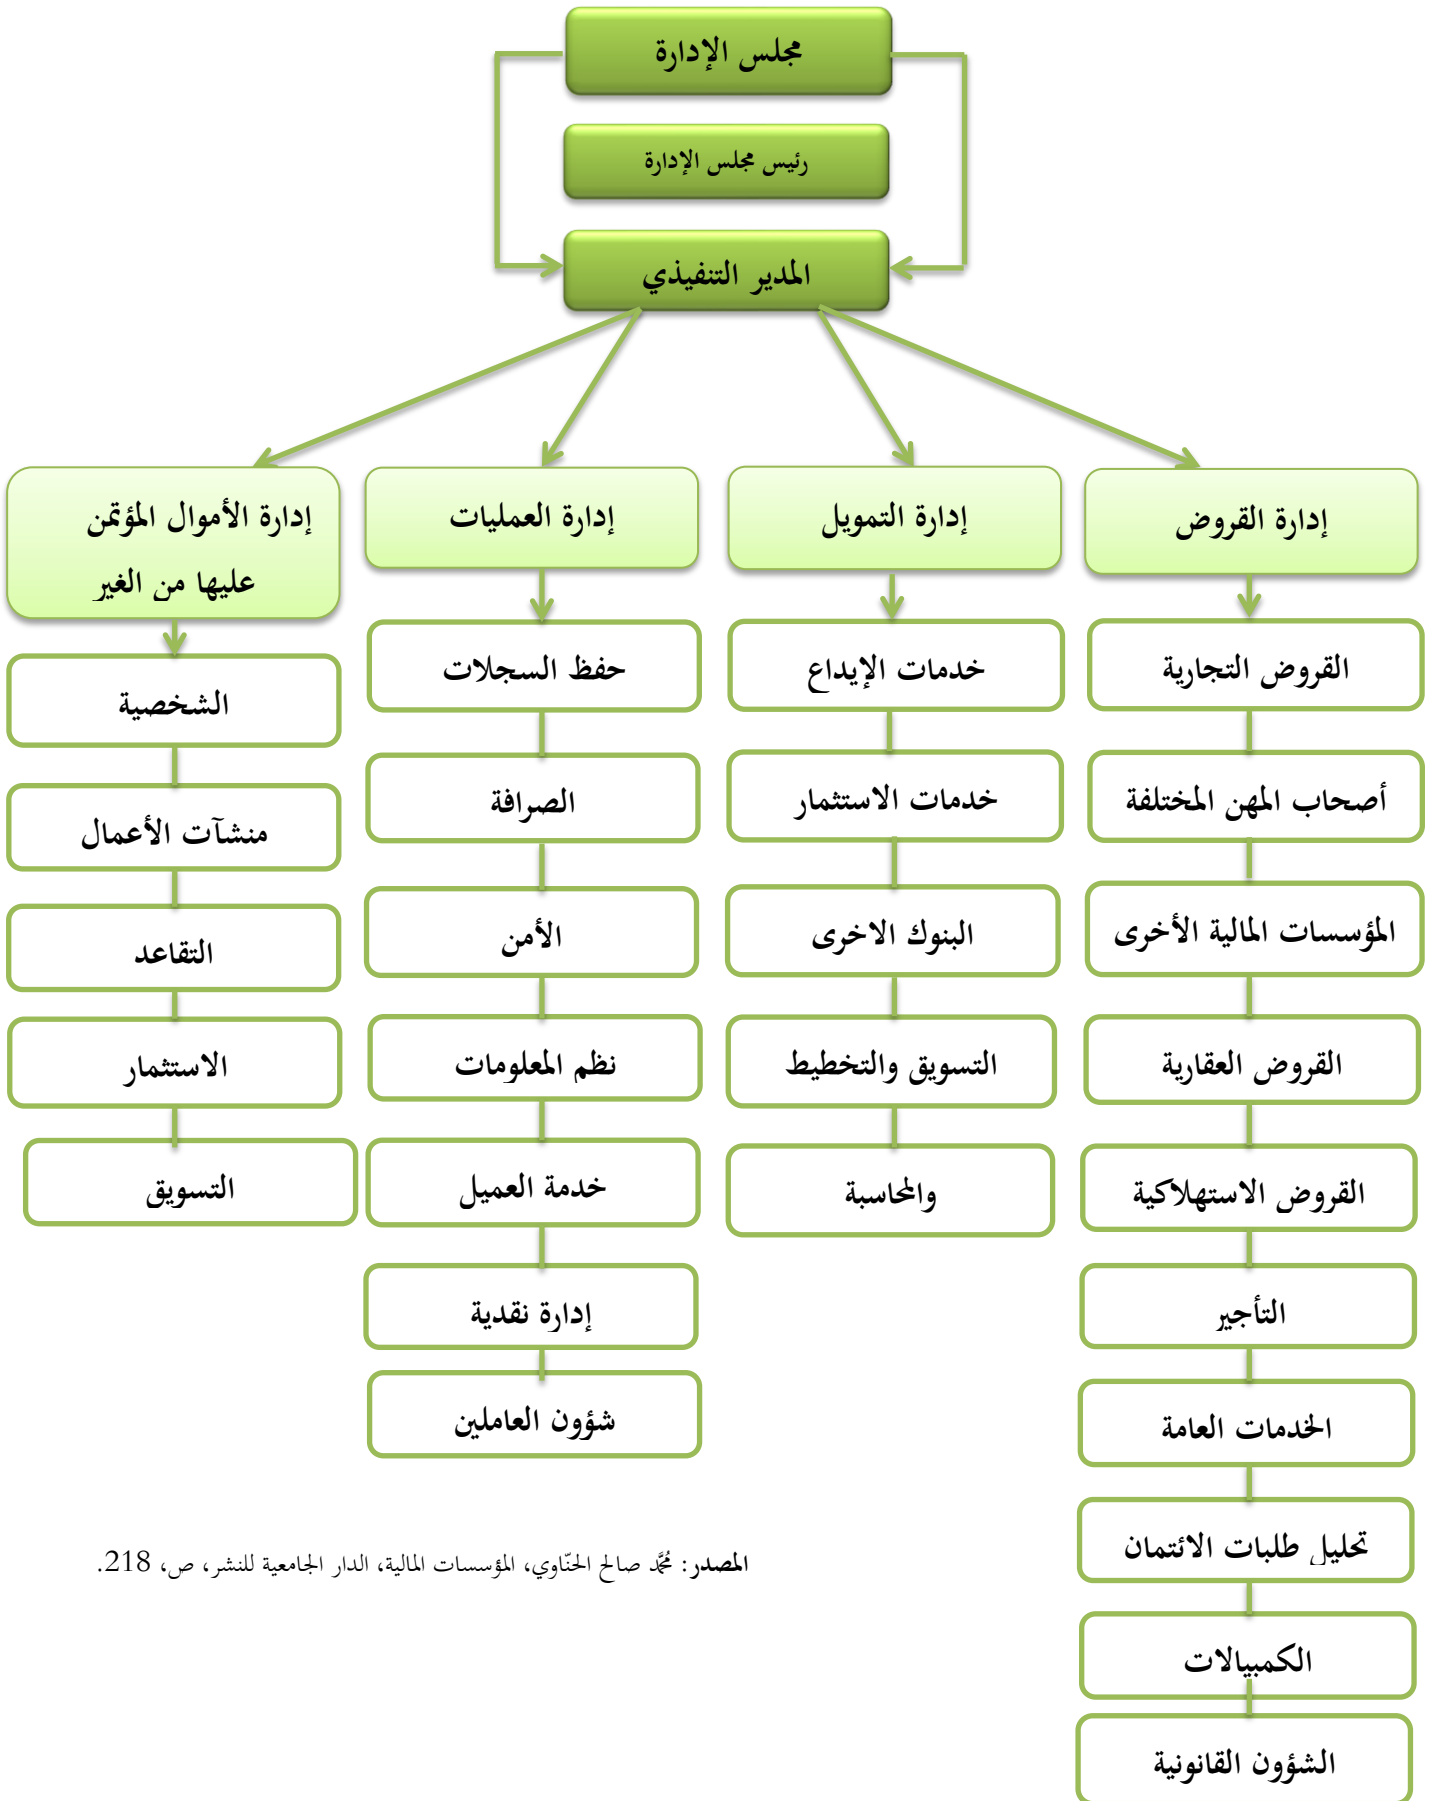 مجلس الإدارة
رئيس مجلس الإدارة
المدير التنفيذي
إدارة القروض
القروض التجارية
أصحاب المهن المختلفة
المؤسسات المالية الأخرى
القروض العقارية
القروض الاستهلاكية
التأجير
الخدمات العامة
تحليل طلبات الائتمان
الكمبيالات
الشؤون القانونية
إدارة التمويل
خدمات الإيداع
خدمات الاستثمار
البنوك الاخرى
التسويق والتخطيط
والمحاسبة
إدارة العمليات
حفظ السجلات
الصرافة
الأمن
نظم المعلومات
خدمة العميل
إدارة نقدية
شؤون العاملين
إدارة الأموال المؤتمن
عليها من الغير
الشخصية
منشآت الأعمال
التقاعد
الاستثمار
التسويق
المصدر: مُحَّد صالح الحنّاوي، المؤسسات المالية، الدار الجامعية للنشر، ص، 218.